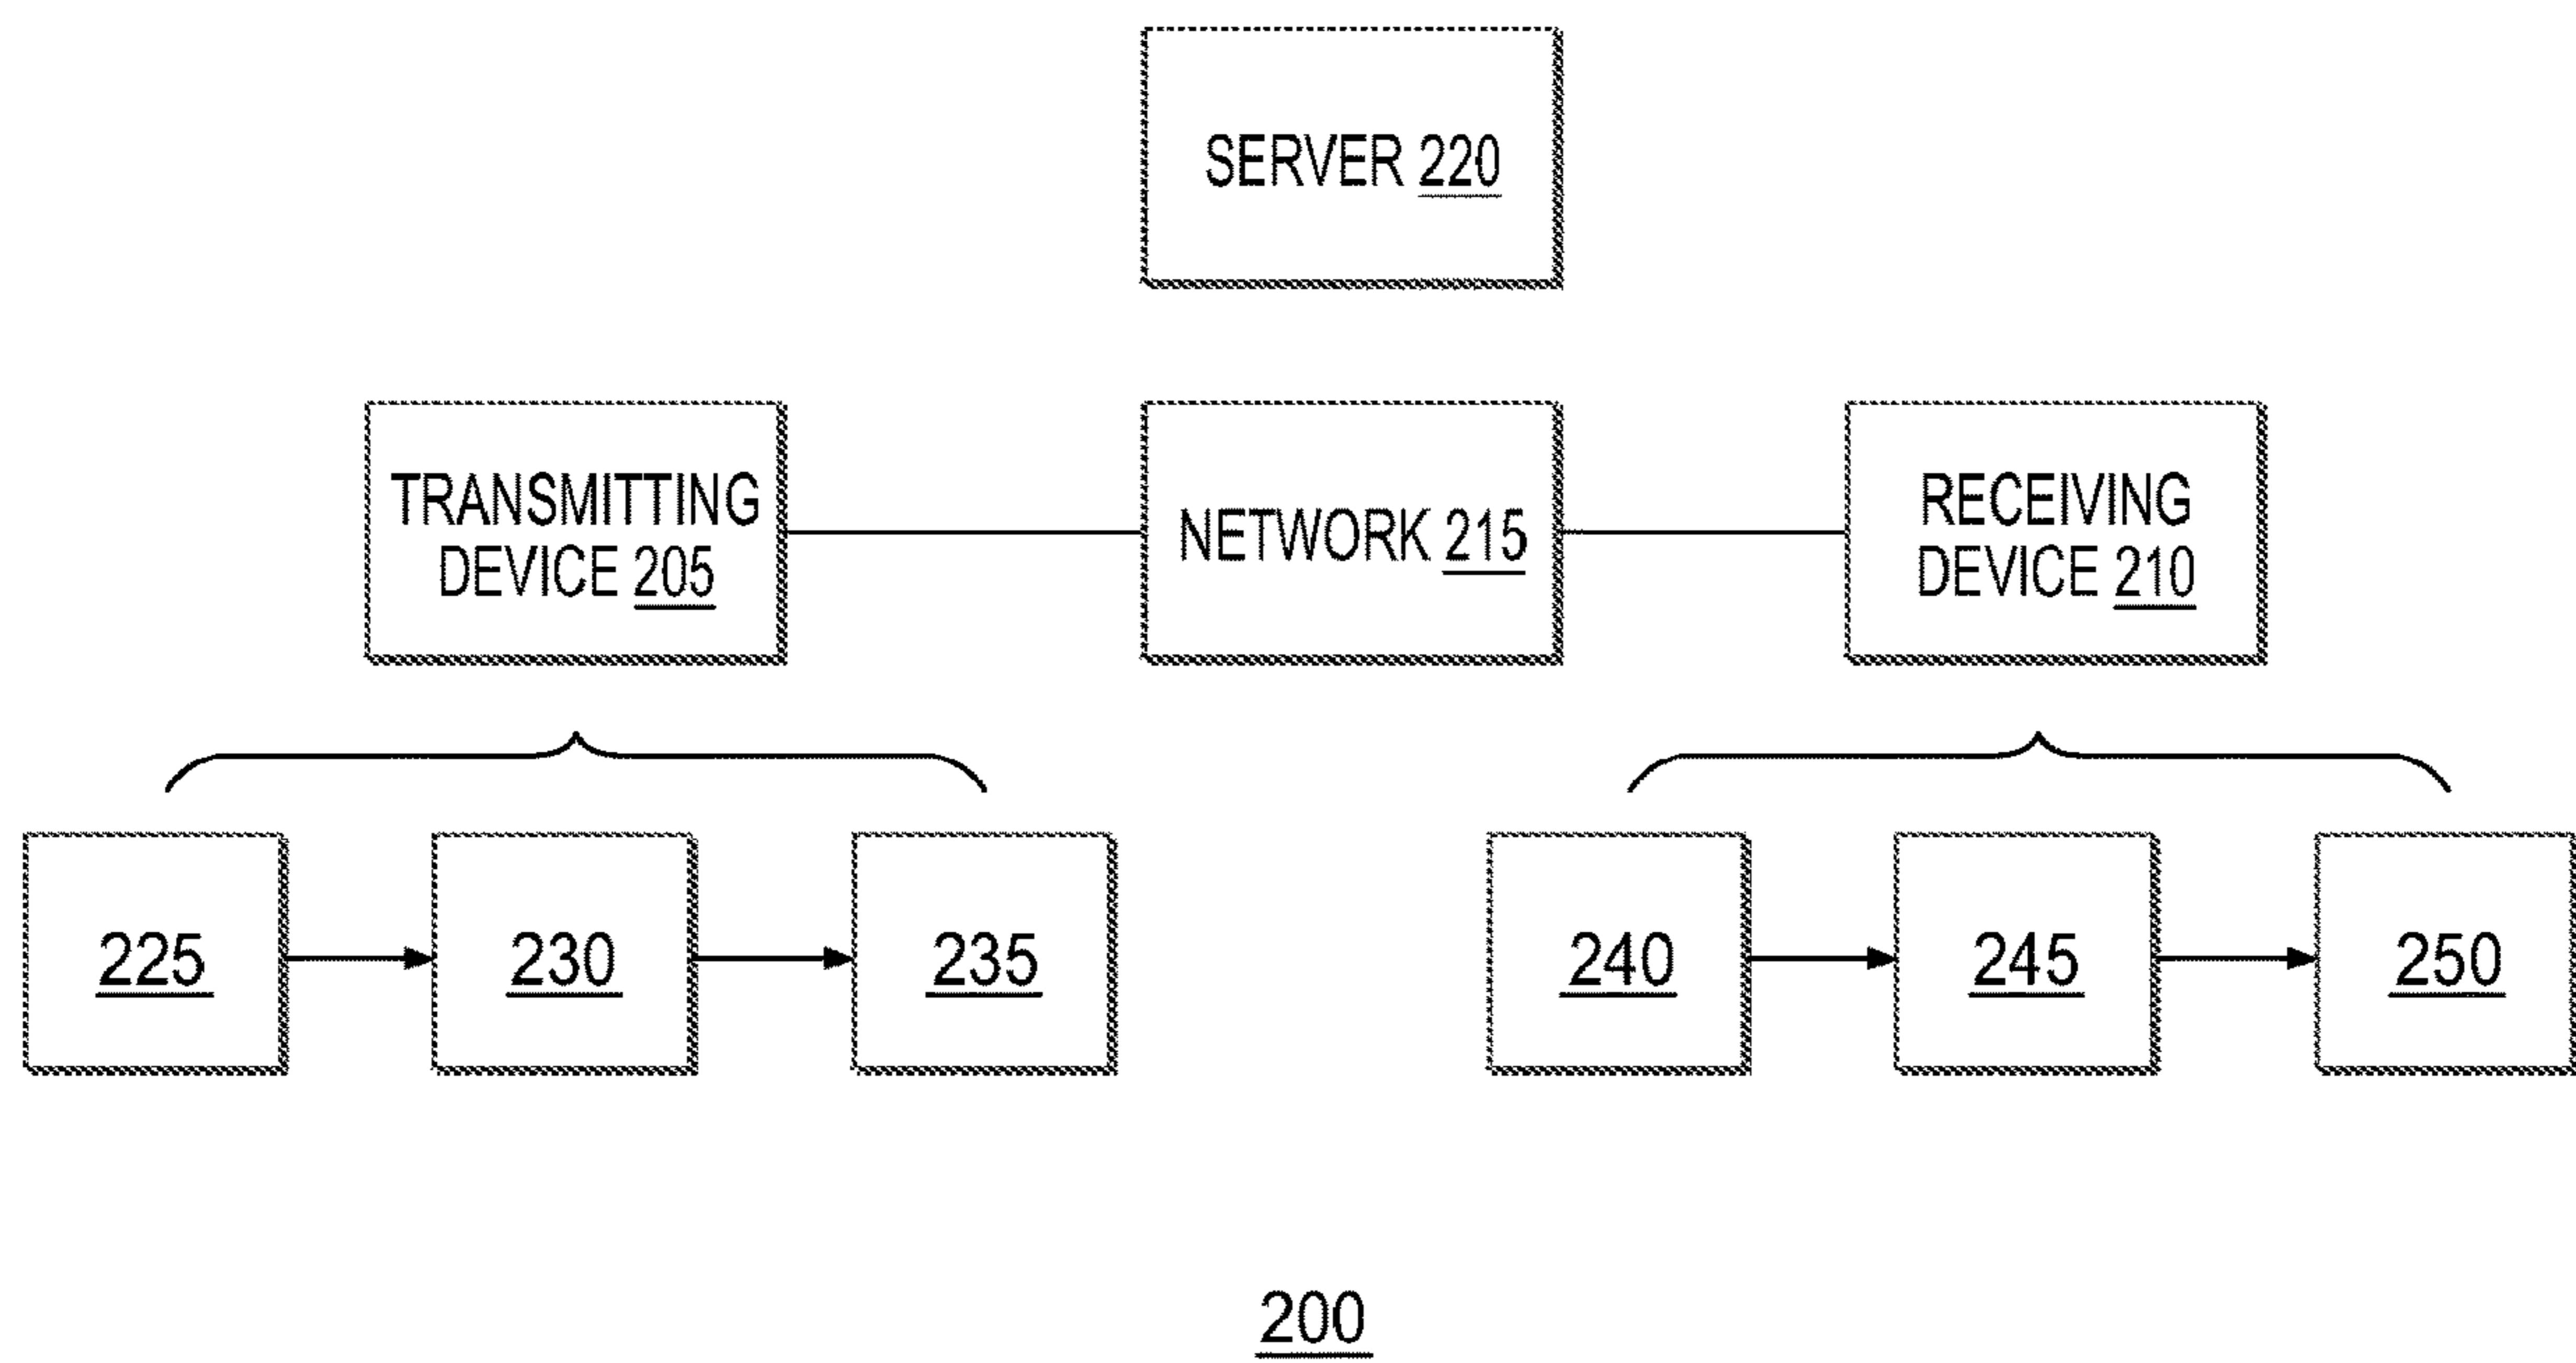 SERVER 220
TRANSMITTING
DEVICE 205
NETWORK 215
RECEIVING
DEVICE 210
225
230
235
240
245
250
200